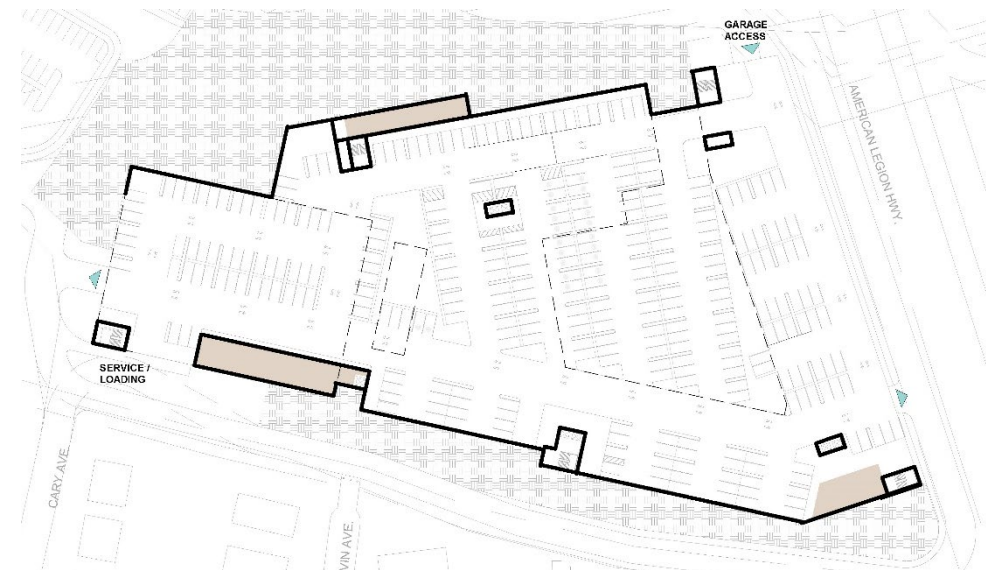 GARAGE
ACCESS
AMERICAN LEGION HWY.
SERVICE /
LOADING
CARY AVE.
VIN AVE.